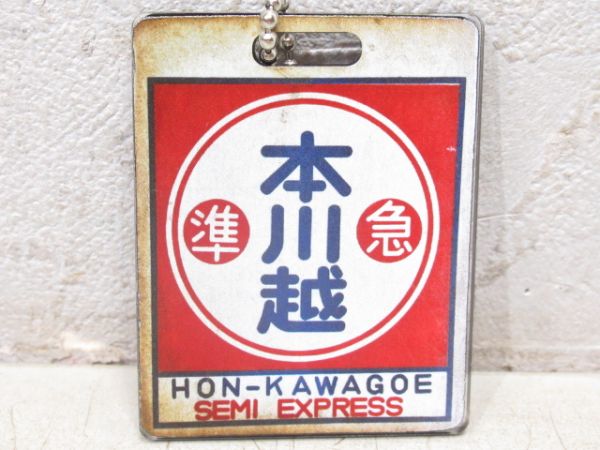 本川越
準急
HON-KAWAGOE
SEMI EXPRESS